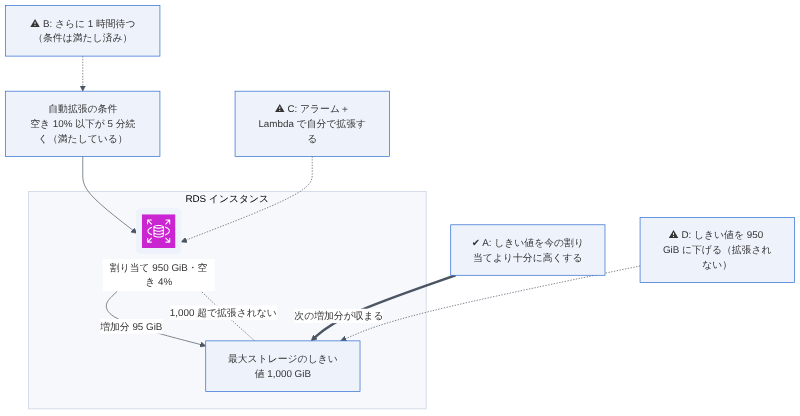 ⚠ B: さらに 1 時間待つ
（条件は満たし済み）
自動拡張の条件
空き 10% 以下が 5 分続
く（満たしている）
⚠ C: アラーム＋
Lambda で自分で拡張す
る
RDS インスタンス
✔ A: しきい値を今の割り
当てより十分に高くする
⚠ D: しきい値を 950
GiB に下げる（拡張され
ない）
割り当て 950 GiB・空
き 4%
1,000 超で拡張されない
次の増加分が収まる
増加分 95 GiB
最大ストレージのしきい
値 1,000 GiB